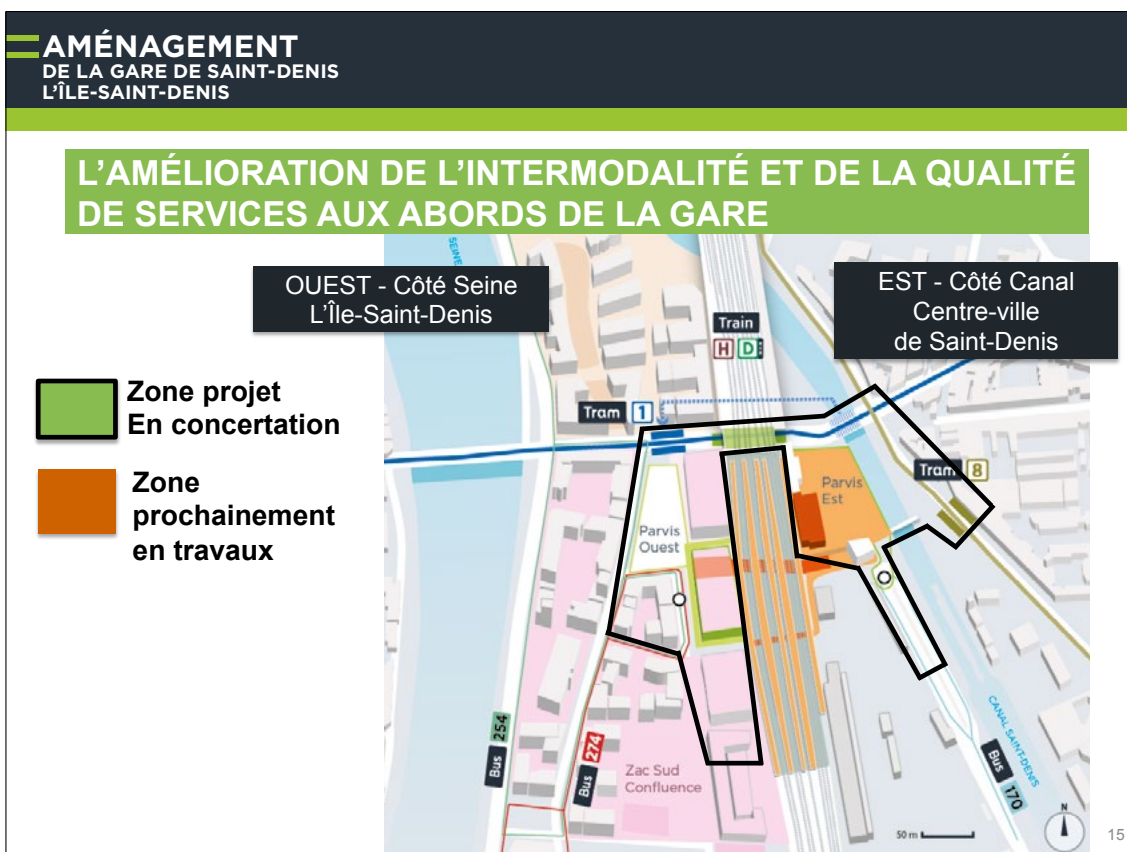 AMÉNAGEMENT
DE LA GARE DE SAINT-DENIS
L'ÎLE-SAINT-DENIS
L'AMÉLIORATION DE L'INTERMODALITÉ ET DE LA QUALITÉ
DE SERVICES AUX ABORDS DE LA GARE
SEINE
OUEST - Côté Seine
L'Île-Saint-Denis
EST - Côté Canal
Centre-ville
de Saint-Denis
Train
H D
Zone projet
En concertation
Tram 1
Tram 8
Zone
prochainement
en travaux
Parvis
Est
Parvis
Ouest
Bus 254
Bus 274
Zac Sud
Confluence
CANAL SAINT-DENIS
Bus 170
50 m
N
15